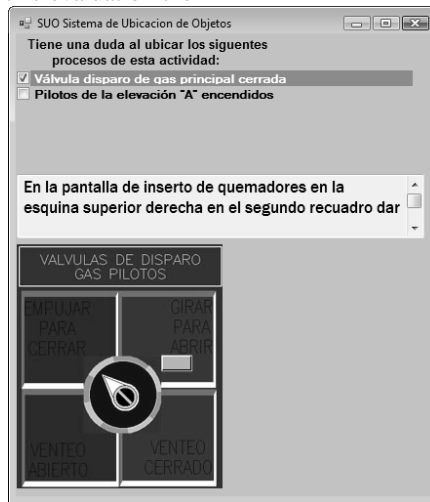 SUO Sistema de Ubicacion de Objetos
Tiene una duda al ubicar los siguentes
procesos de esta actividad:
Válvula disparo de gas principal cerrada
Pilotos de la elevación "A" encendidos
En la pantalla de inserto de quemadores en la
esquina superior derecha en el segundo recuadro dar
VALVULAS DE DISPARO
GAS PILOTOS
EMPUJAR
PARA
CERRAR
GIRAR
PARA
ABRIR
VENTEO
ABIERTO
VENTEO
CERRADO